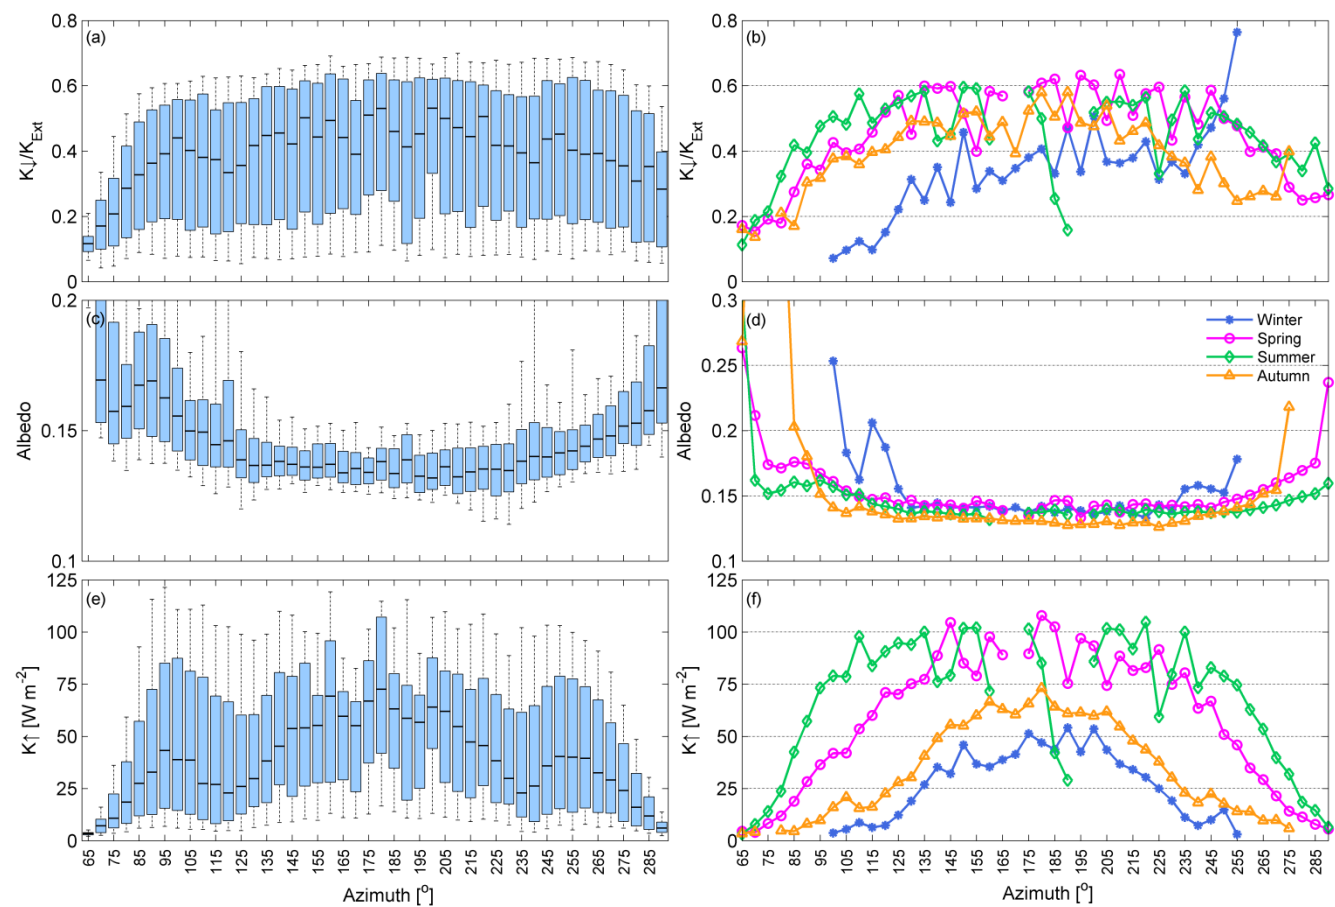 (a)
0.8
0.6
0.4
0.2
0
K↓/K_Ext
(b)
0.8
0.6
0.4
0.2
0
K↓/K_Ext
(c)
0.2
0.15
0.1
Albedo
(d)
0.3
0.25
0.2
0.15
0.1
Albedo
Winter
Spring
Summer
Autumn
(e)
125
100
75
50
25
0
K↑ [W m⁻²]
65 75 85 95 105 115 125 135 145 155 165 175 185 195 205 215 225 235 245 255 265 275 285
Azimuth [º]
(f)
125
100
75
50
25
0
K↑ [W m⁻²]
65 75 85 95 105 115 125 135 145 155 165 175 185 195 205 215 225 235 245 255 265 275 285
Azimuth [º]